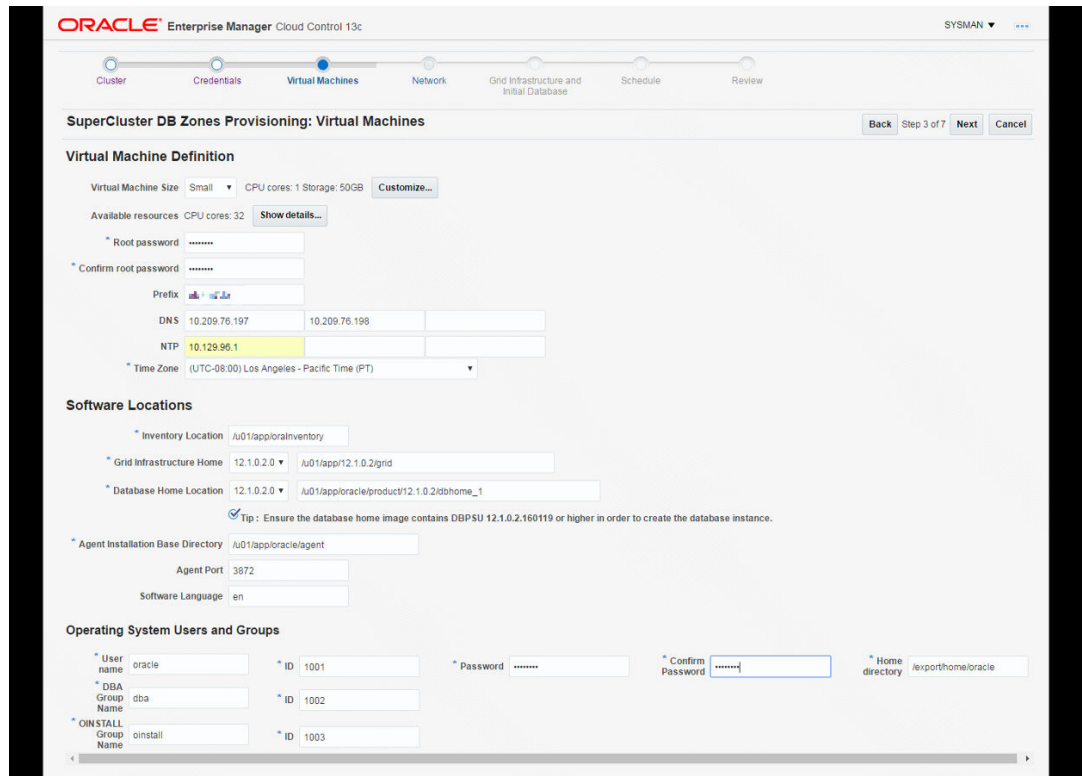 ORACLE Enterprise Manager Cloud Control 13c SYSMAN ▼ ...
Cluster Credentials Virtual Machines Network Grid Infrastructure and Initial Database Schedule Review
SuperCluster DB Zones Provisioning: Virtual Machines Back Step 3 of 7 Next Cancel
Virtual Machine Definition
Virtual Machine Size Small ▼ CPU cores: 1 Storage: 50GB Customize...
Available resources CPU cores: 32 Show details...
* Root password ••••••••
* Confirm root password ••••••••
Prefix
DNS 10.209.76.197 10.209.76.198
NTP 10.129.96.1
* Time Zone (UTC-08:00) Los Angeles - Pacific Time (PT) ▼
Software Locations
* Inventory Location /u01/app/oraInventory
* Grid Infrastructure Home 12.1.0.2.0 ▼ /u01/app/12.1.0.2/grid
* Database Home Location 12.1.0.2.0 ▼ /u01/app/oracle/product/12.1.0.2/dbhome_1
Tip : Ensure the database home image contains DBPSU 12.1.0.2.160119 or higher in order to create the database instance.
* Agent Installation Base Directory /u01/app/oracle/agent
Agent Port 3872
Software Language en
Operating System Users and Groups
* User name oracle * ID 1001 * Password •••••••• * Confirm Password •••••••• * Home directory /export/home/oracle
* DBA Group Name dba * ID 1002
* OINSTALL Group Name oinstall * ID 1003